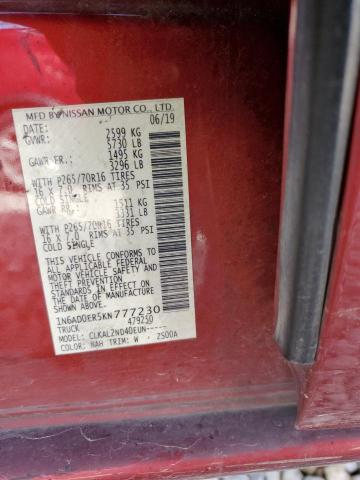 MFD BY NISSAN MOTOR CO., LTD.
DATE: 06/19
GVWR: 2599 KG
5730 LB
GAWR FR.: 1495 KG
3296 LB
WITH P265/70R16 TIRES
16 X 7.0 RIMS AT 35 PSI
COLD SINGLE
GAWR RR.: 1511 KG
3331 LB
WITH P265/70R16 TIRES
16 X 7.0 RIMS AT 35 PSI
COLD SINGLE
THIS VEHICLE CONFORMS TO ALL
APPLICABLE FEDERAL
MOTOR VEHICLE SAFETY AND
THEFT PREVENTION
STANDARDS IN EFFECT ON THE
DATE OF MANUFACTURE
SHOWN ABOVE.
1N6AD0ER5KN777230
TRUCK 479250
MODEL: CLKAL2ND4DEUN-----
COLOR: NAH TRIM: W ZS00A